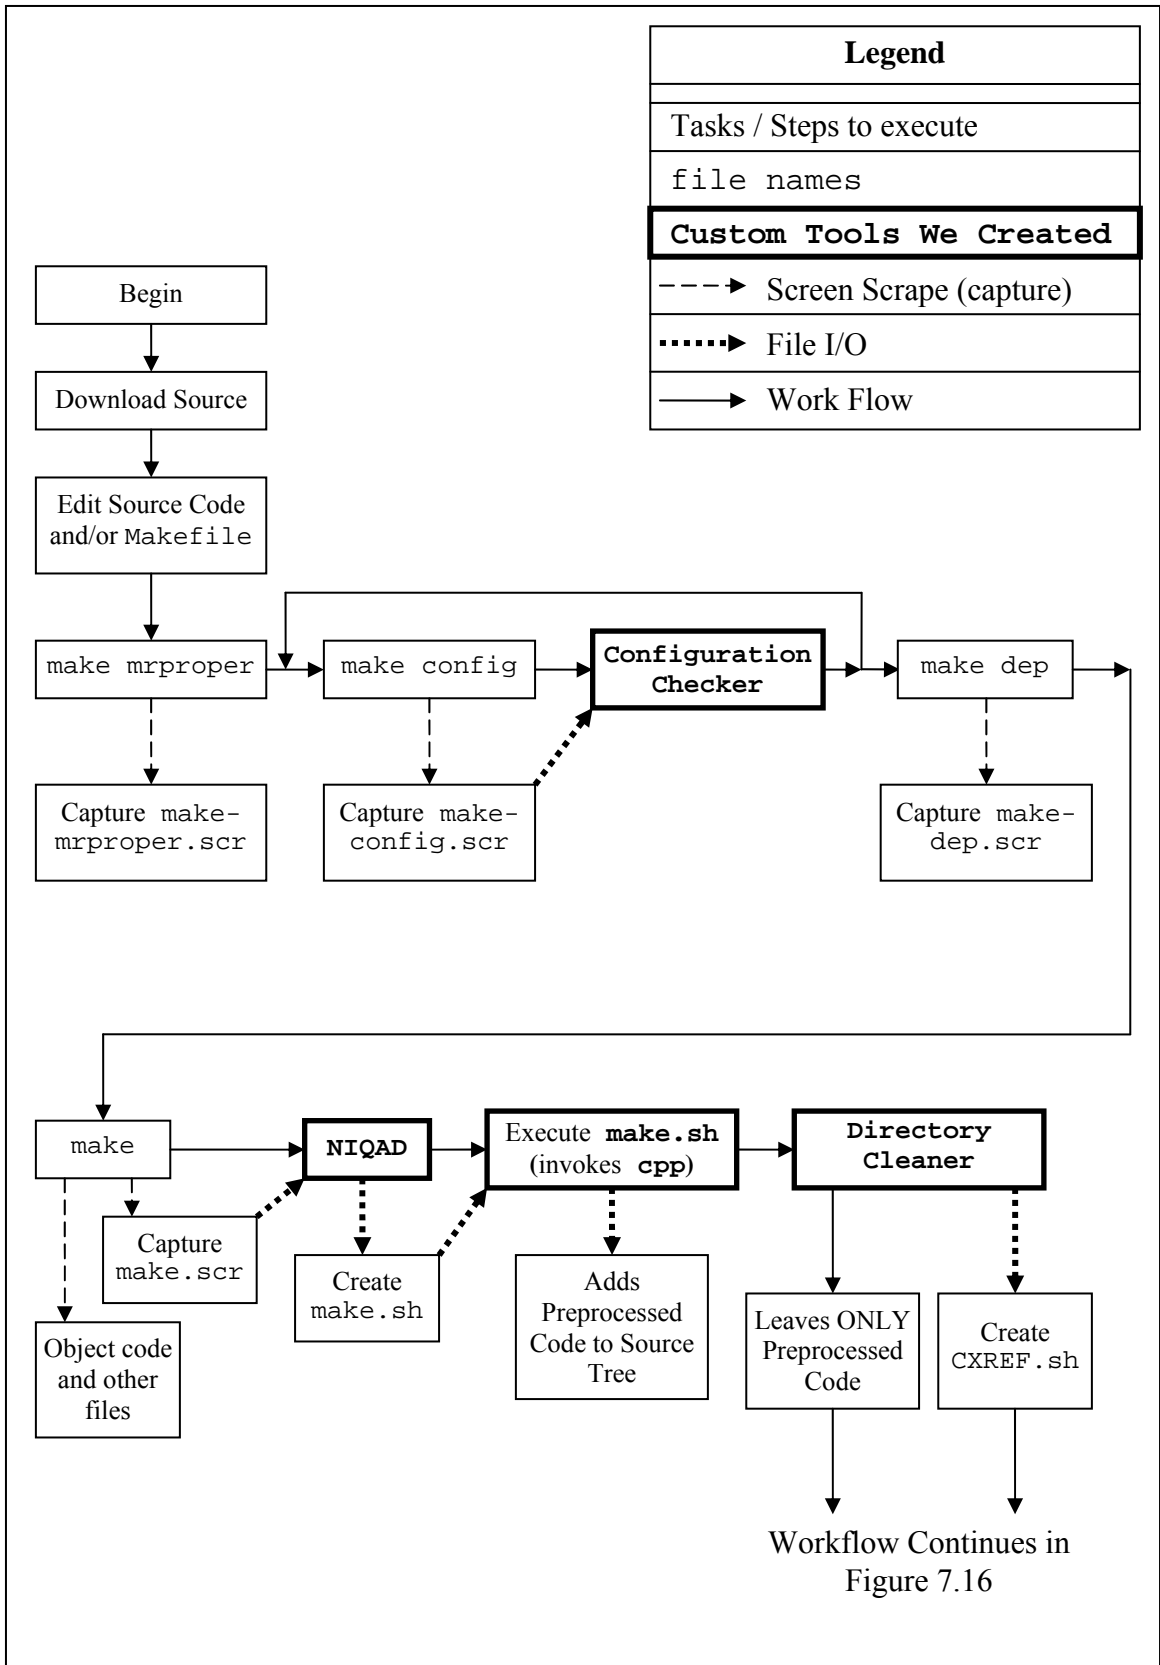 Legend
Tasks / Steps to execute
file names
Custom Tools We Created
Screen Scrape (capture)
File I/O
Work Flow
Begin
Download Source
Edit Source Code
and/or Makefile
make mrproper
make config
Configuration
Checker
make dep
Capture make-
mrproper.scr
Capture make-
config.scr
Capture make-
dep.scr
make
NIQAD
Execute make.sh
(invokes cpp)
Directory
Cleaner
Capture
make.scr
Create
make.sh
Adds
Preprocessed
Code to Source
Tree
Leaves ONLY
Preprocessed
Code
Create
CXREF.sh
Object code
and other
files
Workflow Continues in
Figure 7.16